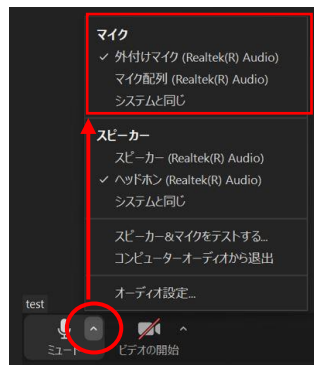 マイク
✓ 外付けマイク (Realtek(R) Audio)
マイク配列 (Realtek(R) Audio)
システムと同じ
スピーカー
スピーカー (Realtek(R) Audio)
✓ ヘッドホン (Realtek(R) Audio)
システムと同じ
スピーカー&マイクをテストする...
コンピューターオーディオから退出
オーディオ設定...
test
ミュート
ビデオの開始